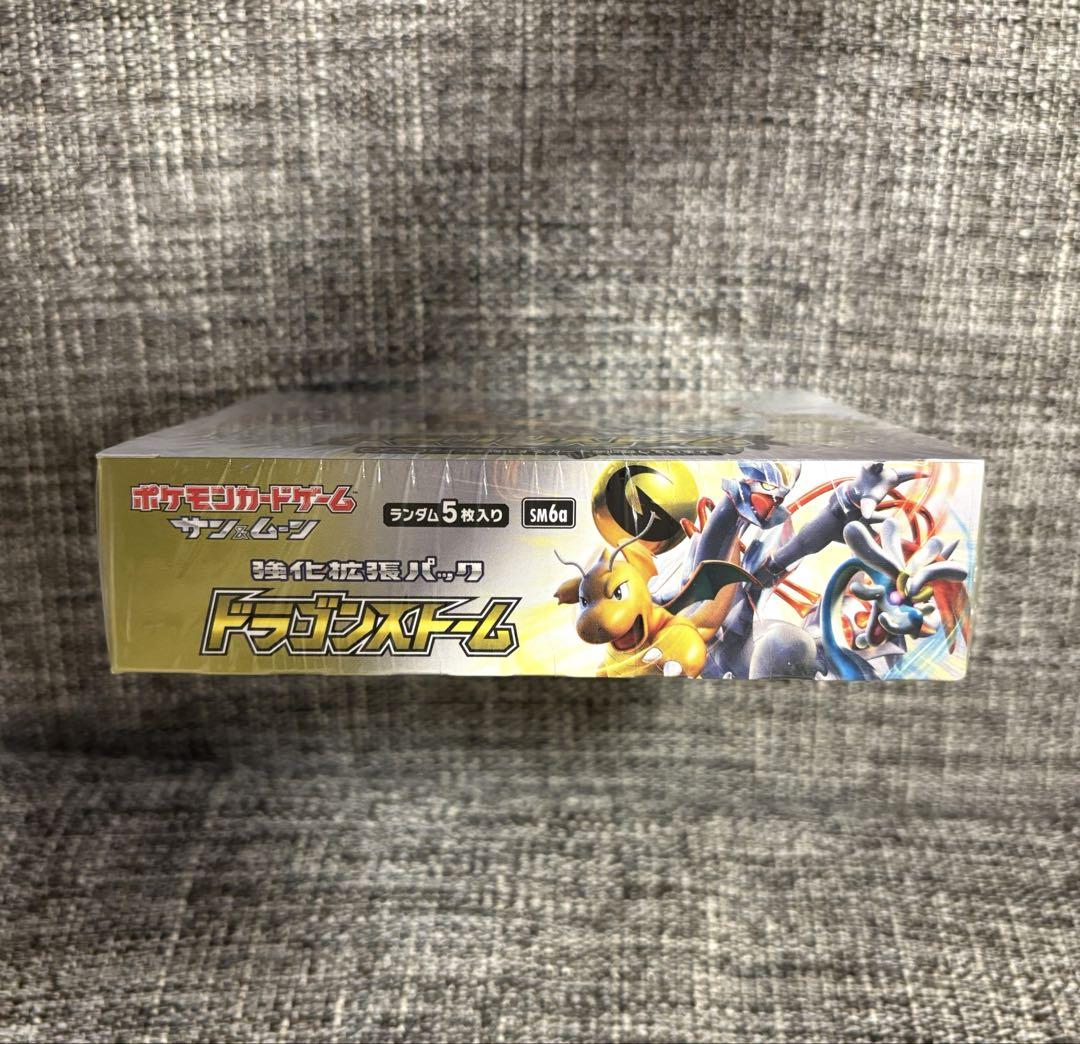 ポケモンカードゲーム
サン&ムーン
ランダム5枚入り
SM6a
強化拡張パック
ドラゴンストーム